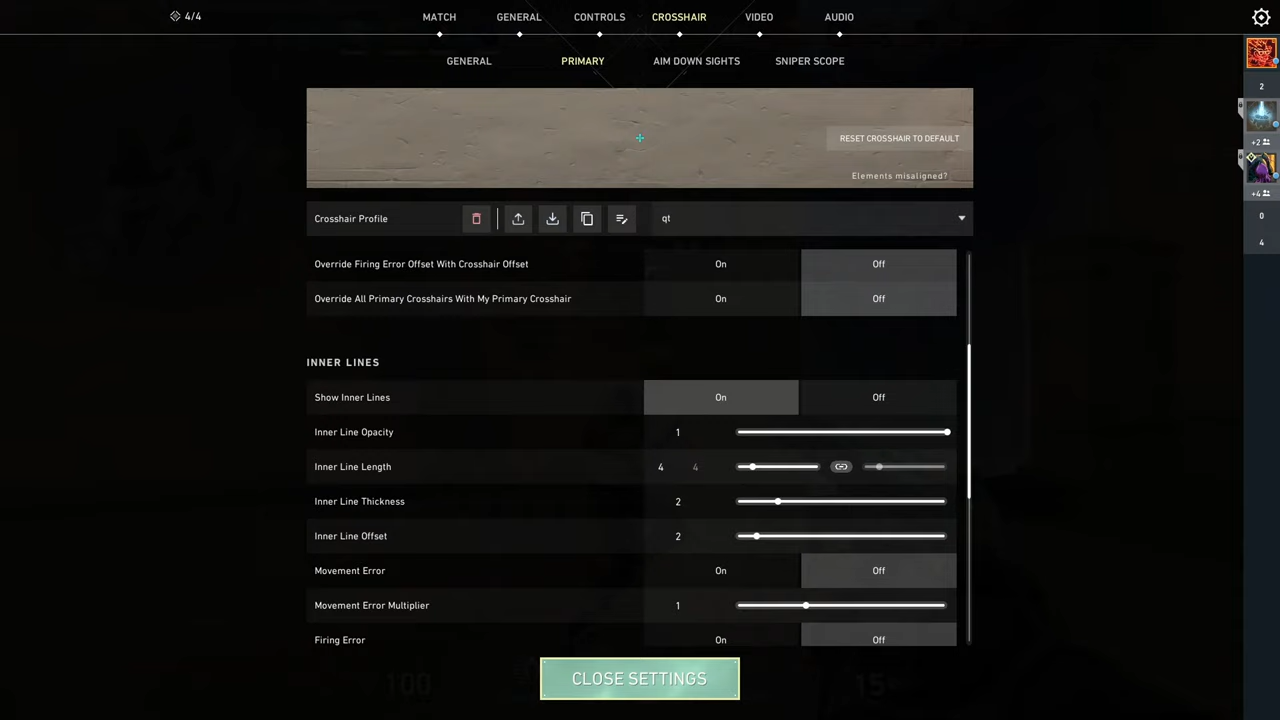 4/4
MATCH GENERAL CONTROLS CROSSHAIR VIDEO AUDIO
GENERAL PRIMARY AIM DOWN SIGHTS SNIPER SCOPE
RESET CROSSHAIR TO DEFAULT
Elements misaligned?
2
+2
+4
0
4
Crosshair Profile qt
Override Firing Error Offset With Crosshair Offset On Off
Override All Primary Crosshairs With My Primary Crosshair On Off
INNER LINES
Show Inner Lines On Off
Inner Line Opacity 1
Inner Line Length 4 4
Inner Line Thickness 2
Inner Line Offset 2
Movement Error On Off
Movement Error Multiplier 1
Firing Error On Off
CLOSE SETTINGS
100
15